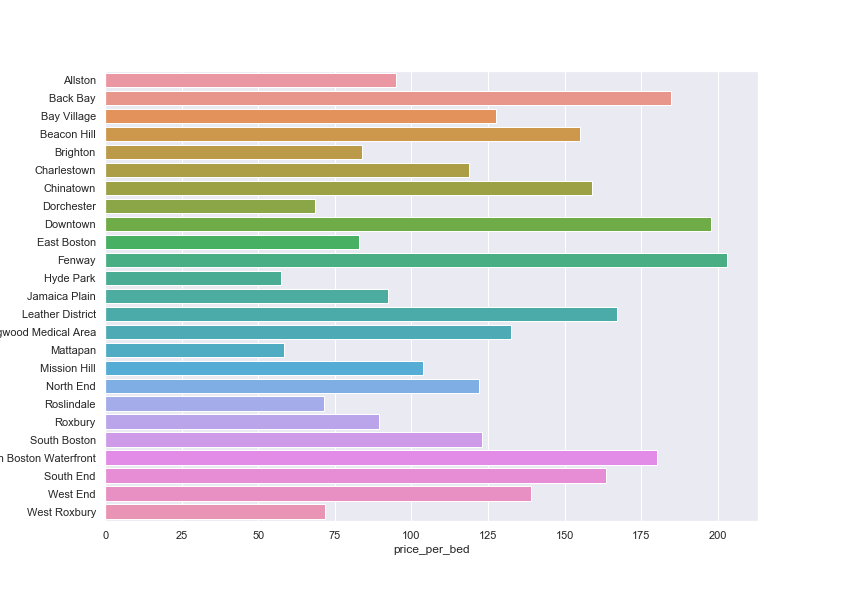 Allston
Back Bay
Bay Village
Beacon Hill
Brighton
Charlestown
Chinatown
Dorchester
Downtown
East Boston
Fenway
Hyde Park
Jamaica Plain
Leather District
gwood Medical Area
Mattapan
Mission Hill
North End
Roslindale
Roxbury
South Boston
Boston Waterfront
South End
West End
West Roxbury
0 25 50 75 100 125 150 175 200
price_per_bed